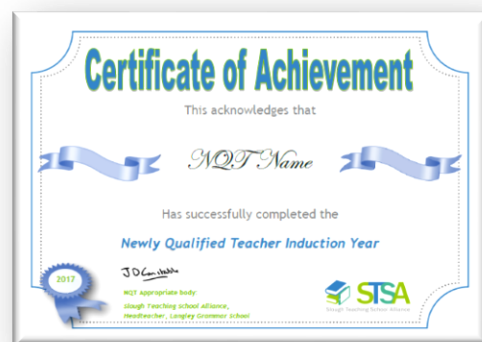 Certificate of Achievement
This acknowledges that
NQT Name
Has successfully completed the
Newly Qualified Teacher Induction Year
2017
J D Constable
NQT Appropriate body:
Slough Teaching School Alliance,
Headteacher, Langley Grammar School
STSA
Slough Teaching School Alliance